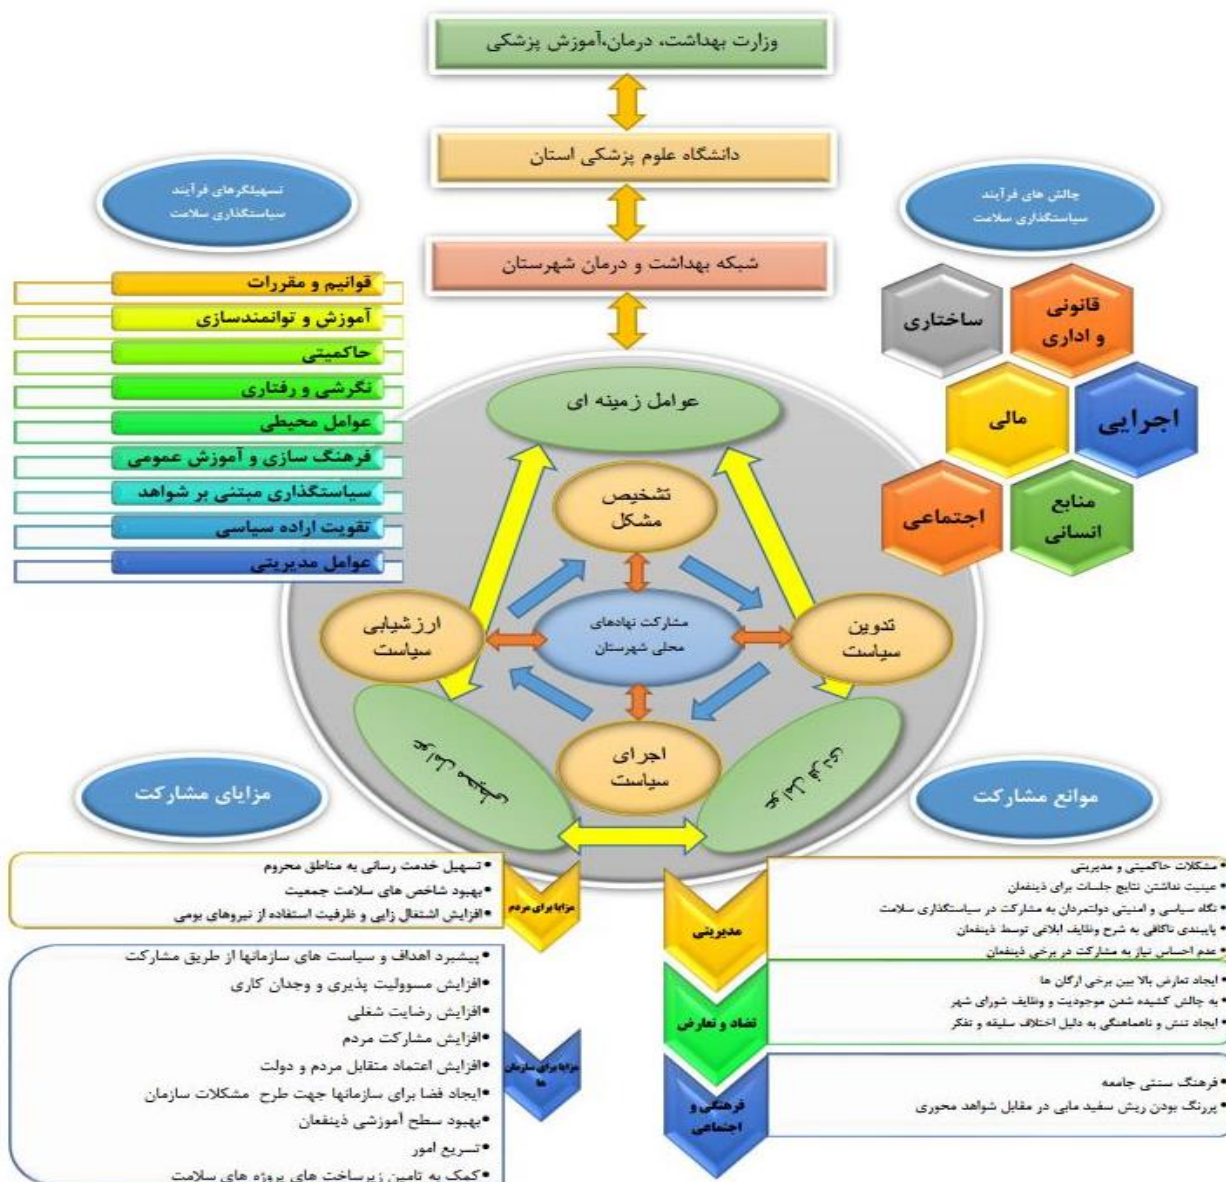 وزارت بهداشت، درمان،آموزش پزشکی
دانشگاه علوم پزشکی استان
شبکه بهداشت و درمان شهرستان
چالش های فرآیند
سیاستگذاری سلامت
قانونی
و اداری
ساختاری
اجرایی
مالی
منابع
انسانی
اجتماعی
تسهیلگرهای فرآیند
سیاستگذاری سلامت
قوانیم و مقررات
آموزش و توانمندسازی
حاکمیتی
نگرشی و رفتاری
عوامل محیطی
فرهنگ سازی و آموزش عمومی
سیاستگذاری مبتنی بر شواهد
تقویت اراده سیاسی
عوامل مدیریتی
عوامل زمینه ای
تشخیص
مشکل
تدوین
سیاست
مشارکت نهادهای
محلی شهرستان
ارزشیابی
سیاست
اجرای
سیاست
عوامل فردی
عوامل محیطی
موانع مشارکت
مدیریتی
•مشکلات حاکمیتی و مدیریتی
•عینیت نداشتن نتایج جلسات برای ذینفعان
•نگاه سیاسی و امنیتی دولتمردان به مشارکت در سیاستگذاری سلامت
•پایبندی ناکافی به شرح وظایف ابلاغی توسط ذینفعان
•عدم احساس نیاز به مشارکت در برخی ذینفعان
تضاد و تعارض
•ایجاد تعارض بالا بین برخی ارگان ها
•به چالش کشیده شدن موجودیت و وظایف شورای شهر
•ایجاد تنش و ناهماهنگی به دلیل اختلاف سلیقه و تفکر
فرهنگی و
اجتماعی
•فرهنگ سنتی جامعه
•پررنگ بودن ریش سفید مابی در مقابل شواهد محوری
مزایای مشارکت
مزایا برای مردم
•تسهیل خدمت رسانی به مناطق محروم
•بهبود شاخص های سلامت جمعیت
•افزایش اشتغال زایی و ظرفیت استفاده از نیروهای بومی
مزایا برای سازمان
ها
•پیشبرد اهداف و سیاست های سازمانها از طریق مشارکت
•افزایش مسوولیت پذیری و وجدان کاری
•افزایش رضایت شغلی
•افزایش مشارکت مردم
•افزایش اعتماد متقابل مردم و دولت
•ایجاد فضا برای سازمانها جهت طرح مشکلات سازمان
•بهبود سطح آموزشی ذینفعان
•تسریع امور
•کمک به تامین زیرساخت های پروژه های سلامت